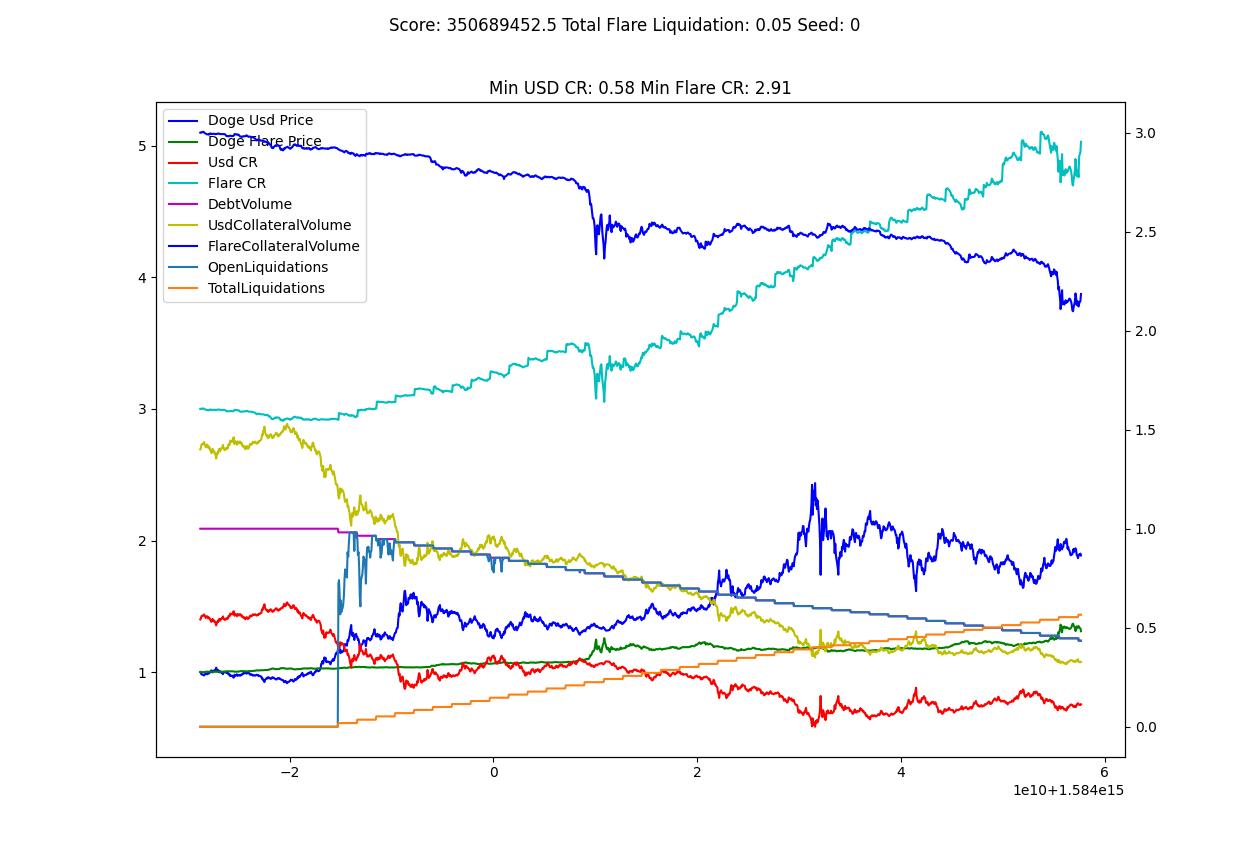 Score: 350689452.5 Total Flare Liquidation: 0.05 Seed: 0
Min USD CR: 0.58 Min Flare CR: 2.91
Doge Usd Price
Doge Flare Price
Usd CR
Flare CR
DebtVolume
UsdCollateralVolume
FlareCollateralVolume
OpenLiquidations
TotalLiquidations
5
4
3
2
1
3.0
2.5
2.0
1.5
1.0
0.5
0.0
−2 0 2 4 6
1e10+1.584e15